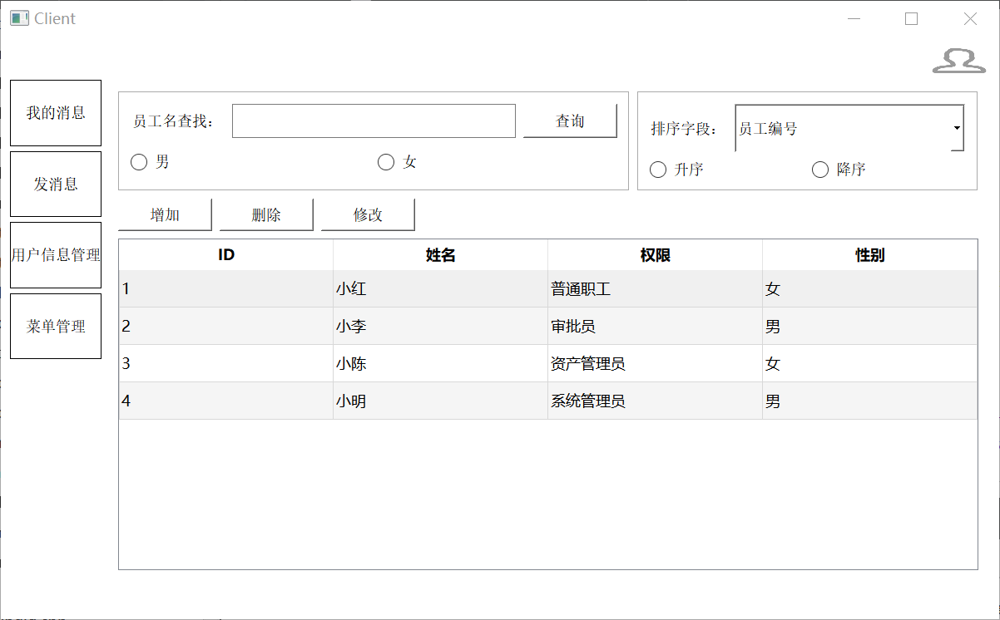 Client
我的消息
发消息
用户信息管理
菜单管理
员工名查找：
查询
男
女
排序字段：
员工编号
升序
降序
增加
删除
修改
ID 姓名 权限 性别
1 小红 普通职工 女
2 小李 审批员 男
3 小陈 资产管理员 女
4 小明 系统管理员 男